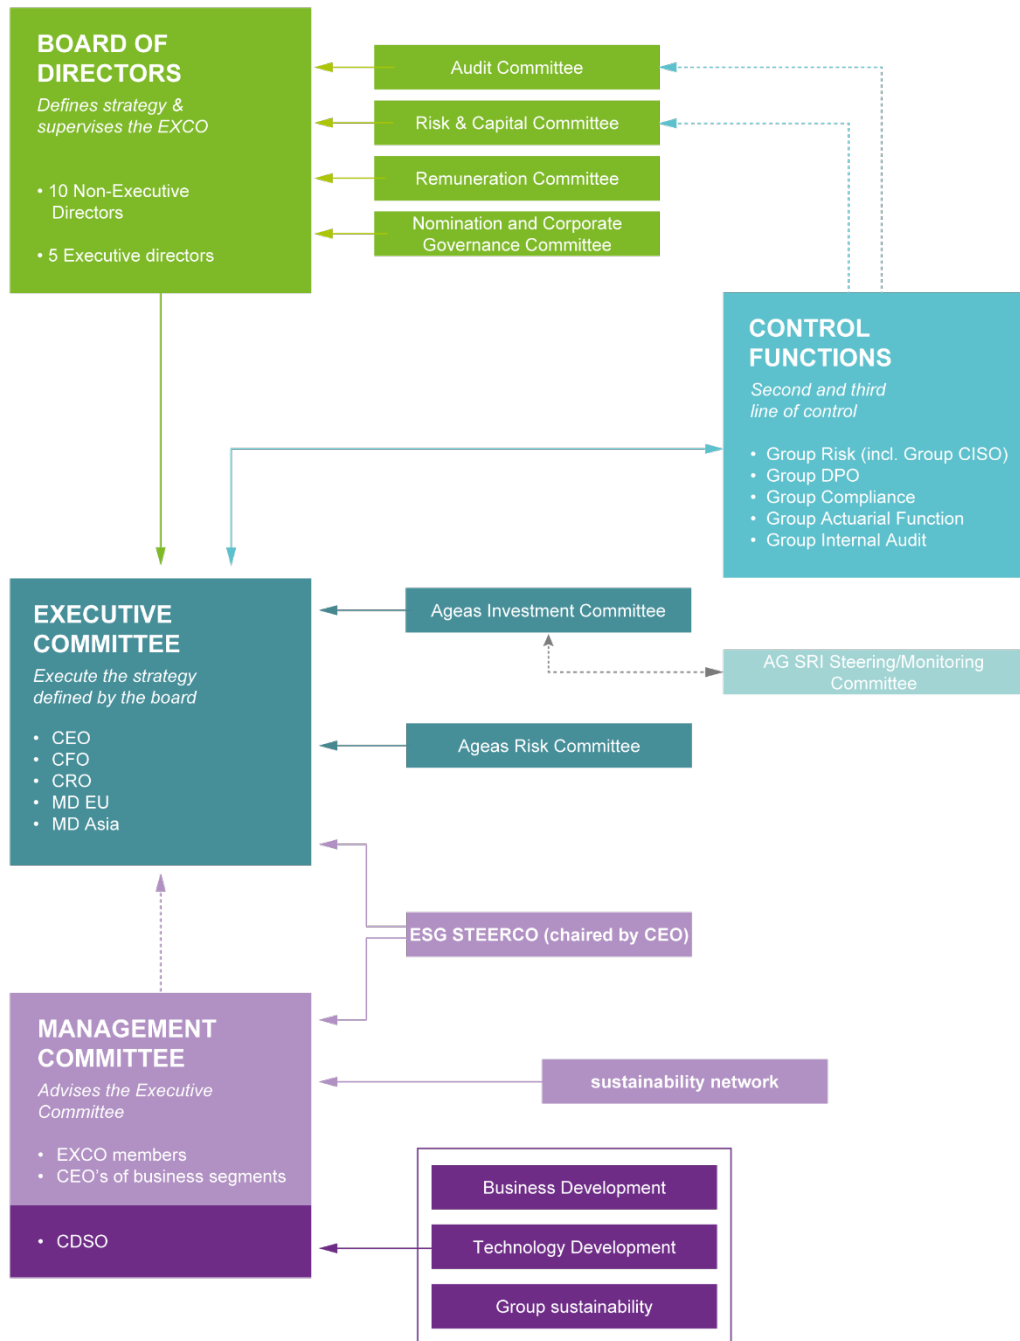 BOARD OF
DIRECTORS
Defines strategy &
supervises the EXCO
• 10 Non-Executive
Directors
• 5 Executive directors
Audit Committee
Risk & Capital Committee
Remuneration Committee
Nomination and Corporate
Governance Committee
CONTROL
FUNCTIONS
Second and third
line of control
• Group Risk (incl. Group CISO)
• Group DPO
• Group Compliance
• Group Actuarial Function
• Group Internal Audit
EXECUTIVE
COMMITTEE
Execute the strategy
defined by the board
• CEO
• CFO
• CRO
• MD EU
• MD Asia
Ageas Investment Committee
AG SRI Steering/Monitoring
Committee
Ageas Risk Committee
ESG STEERCO (chaired by CEO)
MANAGEMENT
COMMITTEE
Advises the Executive
Committee
• EXCO members
• CEO’s of business segments
• CDSO
sustainability network
Business Development
Technology Development
Group sustainability